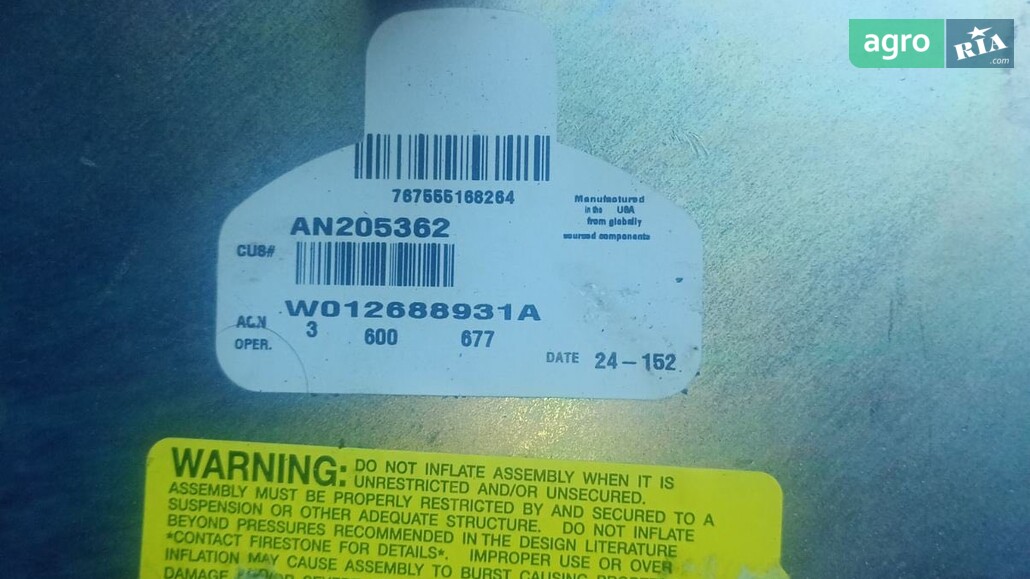 agro RIA.com
767555168264
Manufactured
in the USA
from globally
sourced components
AN205362
CUS#
W012688931A
ACN
3 600 677
OPER.
DATE 24-152
WARNING: DO NOT INFLATE ASSEMBLY WHEN IT IS
UNRESTRICTED AND/OR UNSECURED.
ASSEMBLY MUST BE PROPERLY RESTRICTED BY AND SECURED TO A
SUSPENSION OR OTHER ADEQUATE STRUCTURE. DO NOT INFLATE
BEYOND PRESSURES RECOMMENDED IN THE DESIGN LITERATURE
*CONTACT FIRESTONE FOR DETAILS*. IMPROPER USE OR OVER
INFLATION MAY CAUSE ASSEMBLY TO BURST CAUSING
DAMAGE